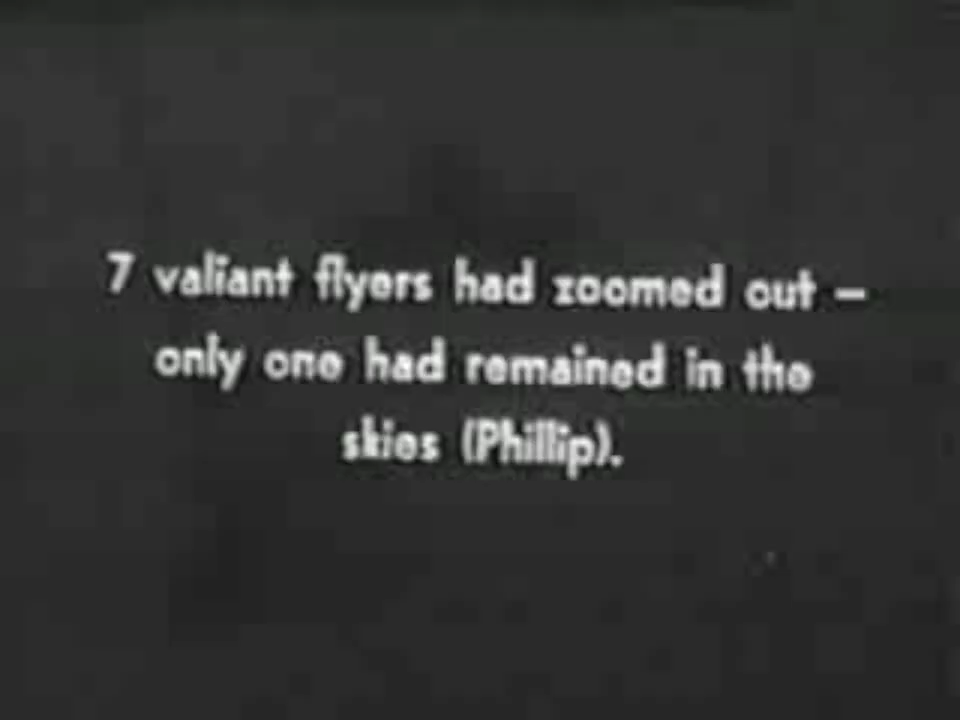 7 valiant flyers had zoomed out –
only one had remained in the
skies (Phillip).